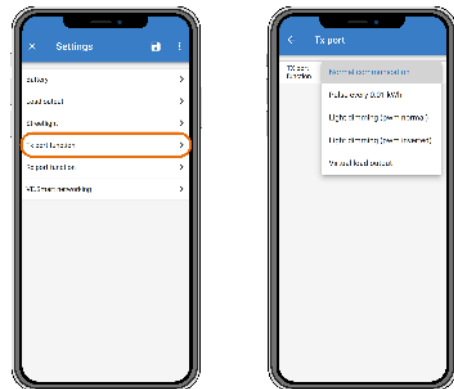 Settings
Battery
Load output
Streetlight
Tx port function
Rx port function
VE.Smart networking
Tx port
TX port
function
Normal communication
Pulse every 0.01 kWh
Light dimming (pwm normal)
Light dimming (pwm inverted)
Virtual load output